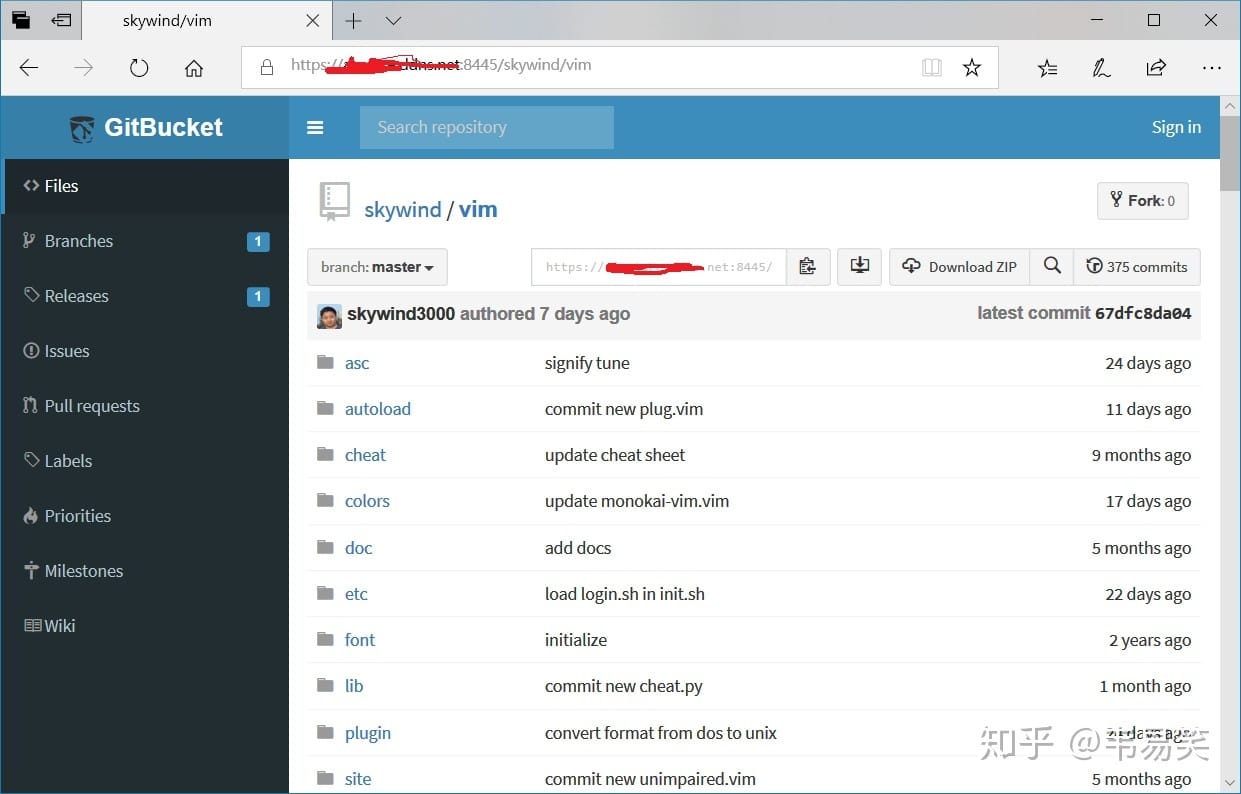 skywind/vim
https:// ddns.net:8445/skywind/vim
GitBucket
Search repository
Sign in
Files
Branches 1
Releases 1
Issues
Pull requests
Labels
Priorities
Milestones
Wiki
skywind / vim
Fork: 0
branch: master
https:// net:8445/
Download ZIP
375 commits
skywind3000 authored 7 days ago latest commit 67dfc8da04
asc signify tune 24 days ago
autoload commit new plug.vim 11 days ago
cheat update cheat sheet 9 months ago
colors update monokai-vim.vim 17 days ago
doc add docs 5 months ago
etc load login.sh in init.sh 22 days ago
font initialize 2 years ago
lib commit new cheat.py 1 month ago
plugin convert format from dos to unix days ago
site commit new unimpaired.vim 5 months ago
知乎 @韦易笑